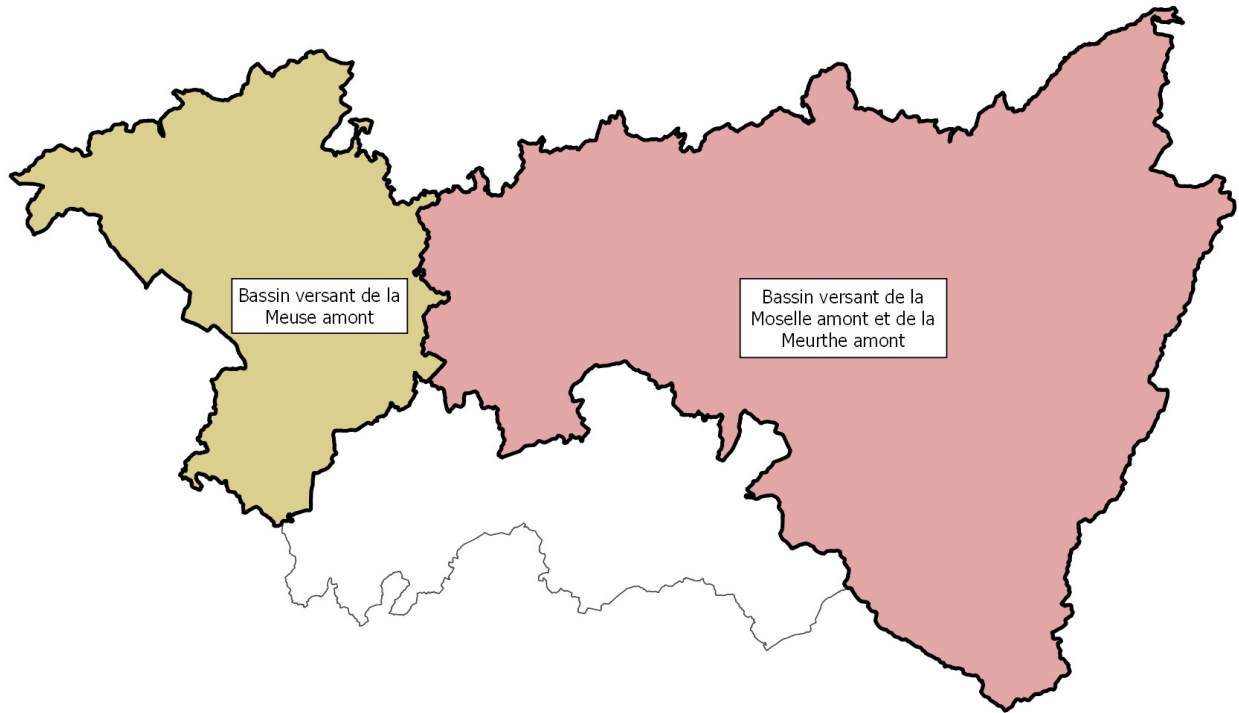 Bassin versant de la
Meuse amont
Bassin versant de la
Moselle amont et de la
Meurthe amont